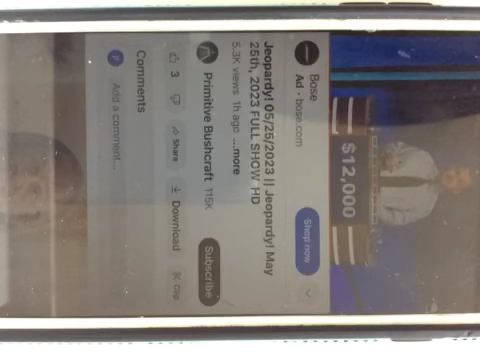 $12,000
Bose
Ad · bose.com
Shop now
Jeopardy! 05/25/2023 || Jeopardy! May
25th, 2023 FULL SHOW HD
5.3K views 1h ago ...more
Primitive Bushcraft 115K
Subscribe
3
Share
Download
Clip
Comments
P
Add a comment...